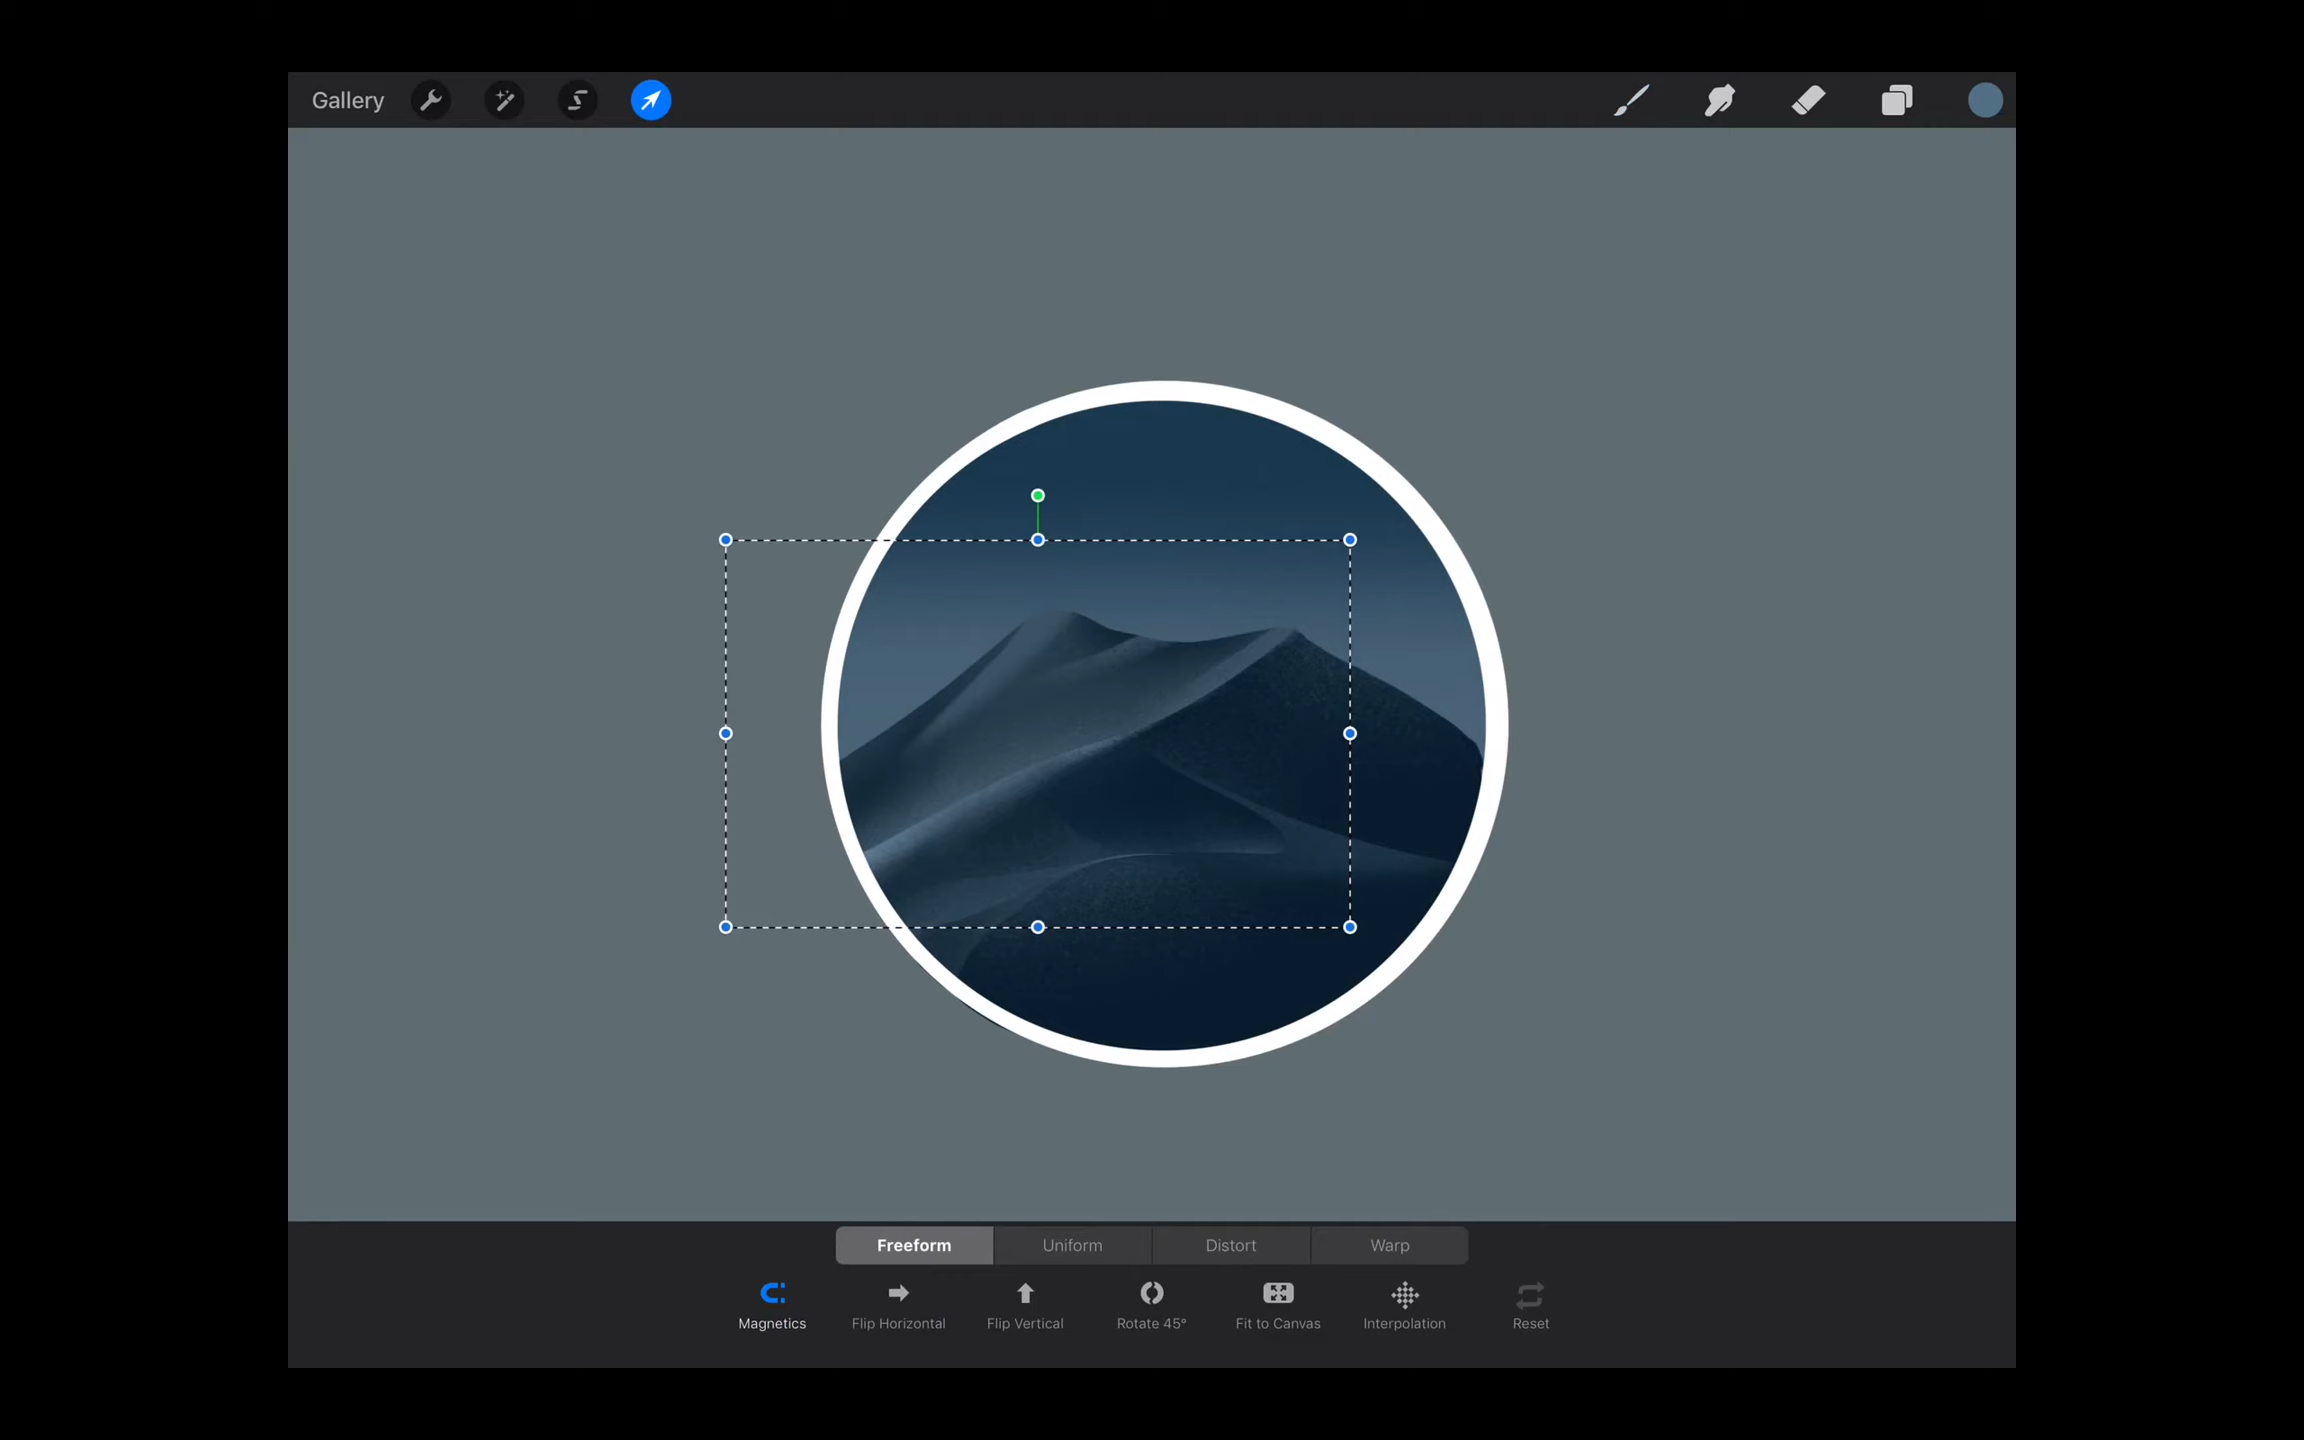 Gallery
Freeform Uniform Distort Warp
Magnetics Flip Horizontal Flip Vertical Rotate 45° Fit to Canvas Interpolation Reset